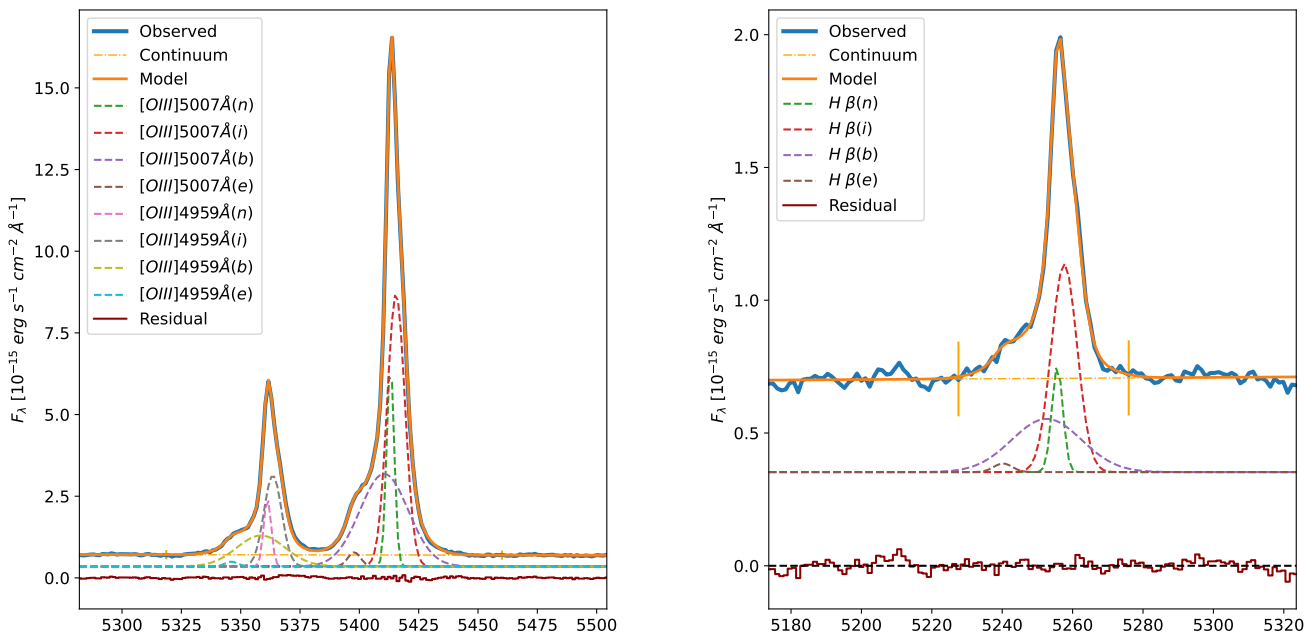 Observed
Continuum
Model
[OIII]5007Å(n)
[OIII]5007Å(i)
[OIII]5007Å(b)
[OIII]5007Å(e)
[OIII]4959Å(n)
[OIII]4959Å(i)
[OIII]4959Å(b)
[OIII]4959Å(e)
Residual
15.0
12.5
10.0
7.5
5.0
2.5
0.0
F_λ [10^{-15} erg s^{-1} cm^{-2} Å^{-1}]
5300 5325 5350 5375 5400 5425 5450 5475 5500
Observed
Continuum
Model
H β(n)
H β(i)
H β(b)
H β(e)
Residual
2.0
1.5
1.0
0.5
0.0
F_λ [10^{-15} erg s^{-1} cm^{-2} Å^{-1}]
5180 5200 5220 5240 5260 5280 5300 5320